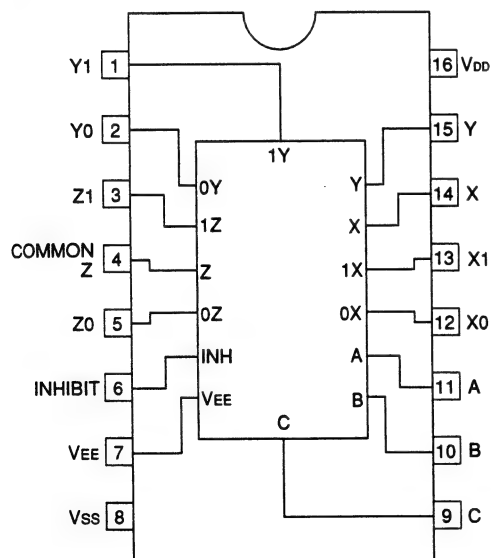 Y1 1
16 VDD
Y0 2
15 Y
1Y
0Y
Y
Z1 3
14 X
1Z
X
COMMON
Z 4
13 X1
Z
1X
Z0 5
12 X0
0Z
0X
INHIBIT 6
11 A
INH
A
VEE
B
VEE 7
10 B
C
VSS 8
9 C